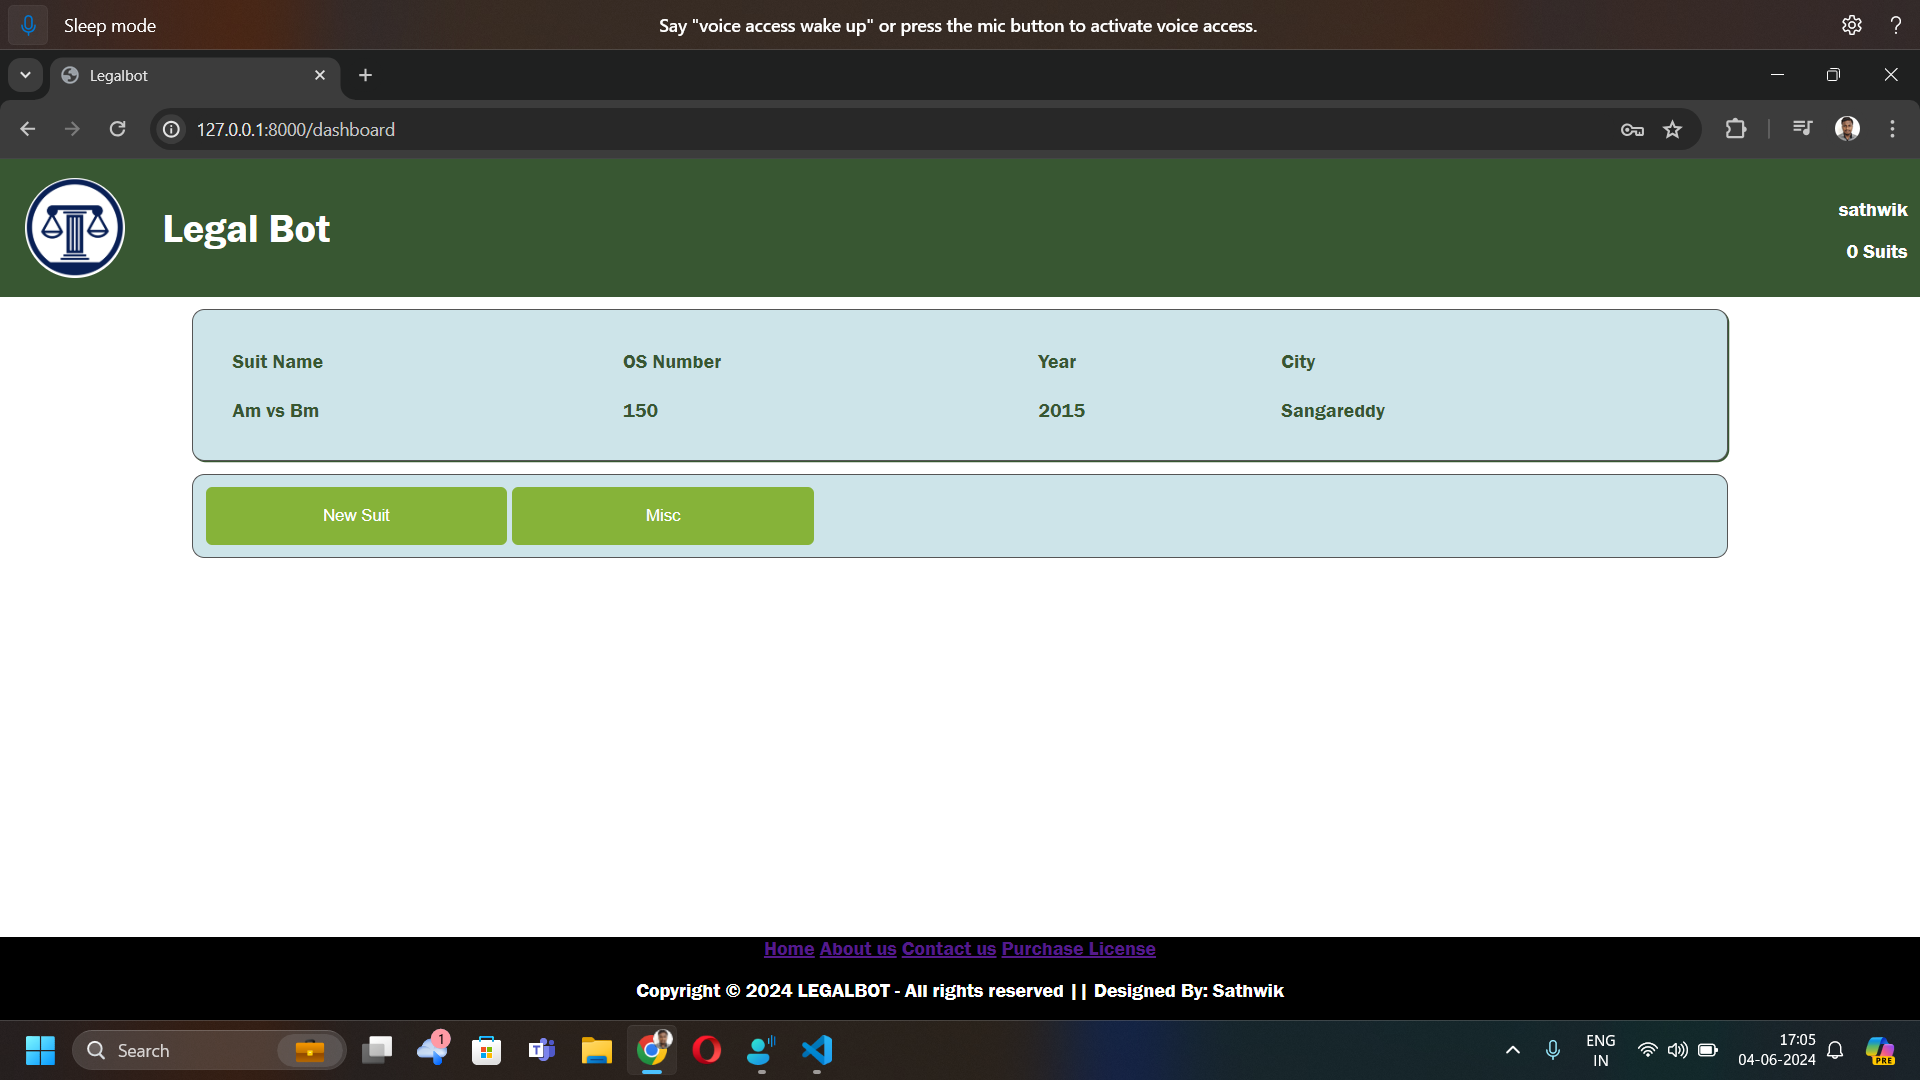 Sleep mode
Say "voice access wake up" or press the mic button to activate voice access.
Legalbot
127.0.0.1:8000/dashboard
Legal Bot
sathwik
0 Suits
Suit Name OS Number Year City
Am vs Bm 150 2015 Sangareddy
New Suit Misc
Home About us Contact us Purchase License
Copyright © 2024 LEGALBOT - All rights reserved || Designed By: Sathwik
Search
1
T
ENG
IN
17:05
04-06-2024
PRE